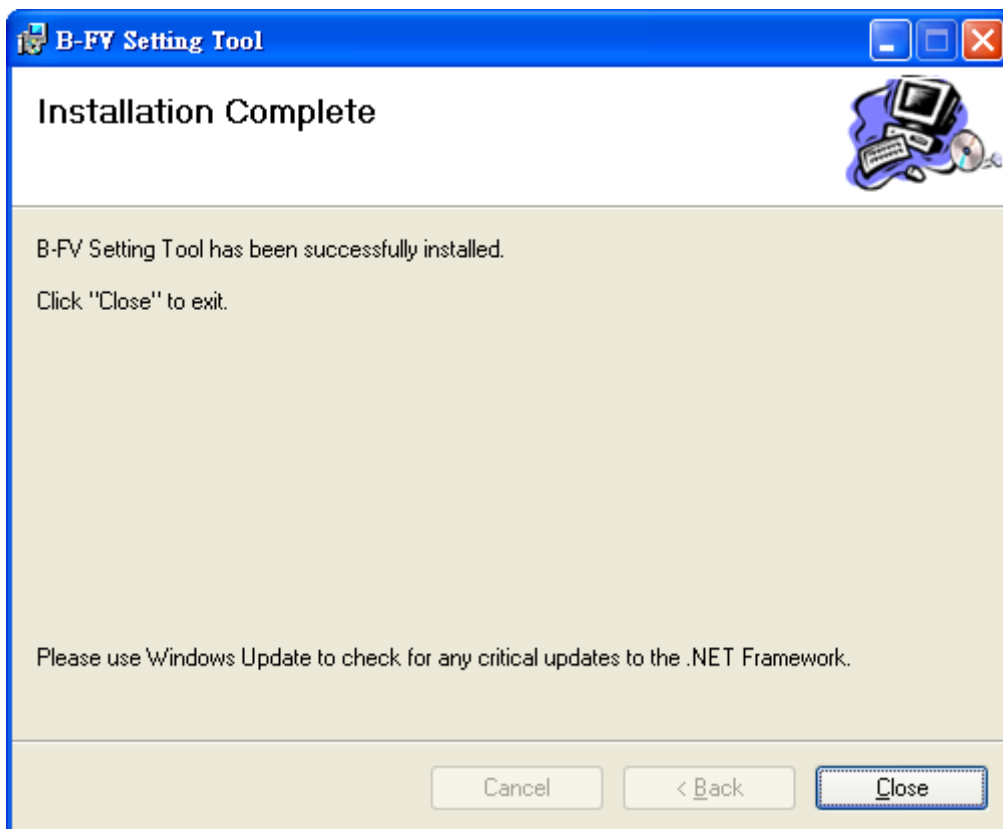 B-FV Setting Tool
Installation Complete
B-FV Setting Tool has been successfully installed.
Click "Close" to exit.
Please use Windows Update to check for any critical updates to the .NET Framework.
Cancel
< Back
Close